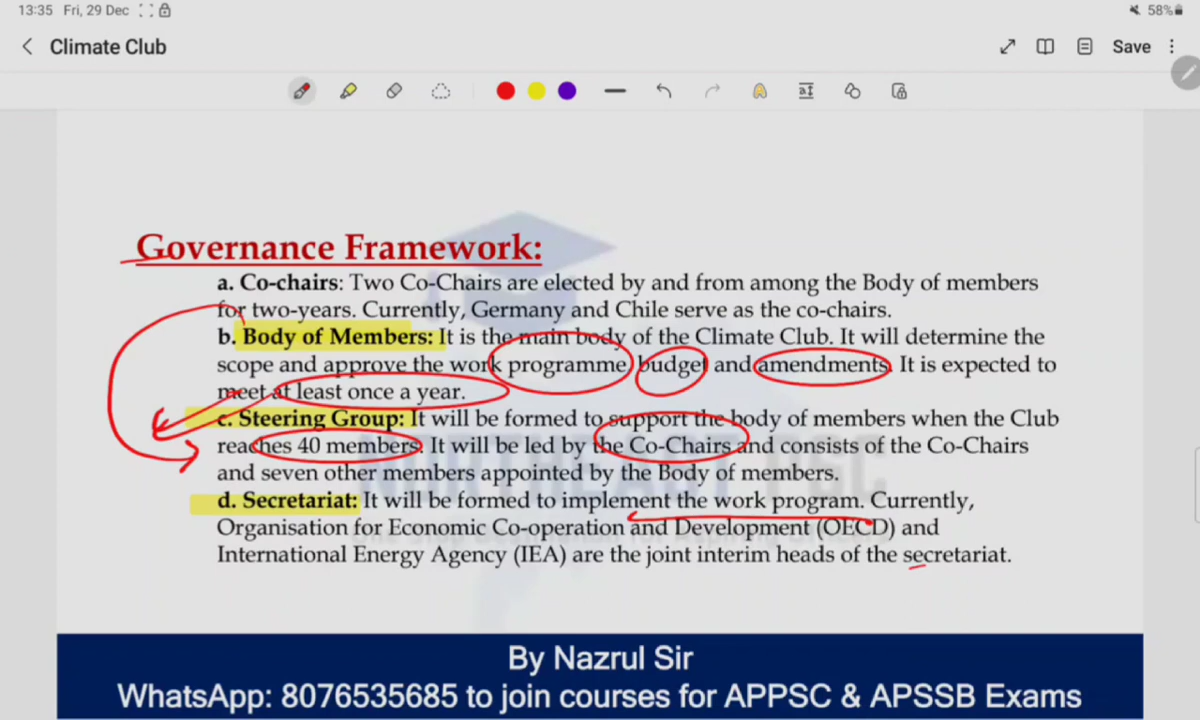 13:35 Fri, 29 Dec
58%
Climate Club
Save
Governance Framework:
a. Co-chairs: Two Co-Chairs are elected by and from among the Body of members
for two-years. Currently, Germany and Chile serve as the co-chairs.
b. Body of Members: It is the main body of the Climate Club. It will determine the
scope and approve the work programme budget and amendments. It is expected to
meet at least once a year.
c. Steering Group: It will be formed to support the body of members when the Club
reaches 40 members. It will be led by the Co-Chairs and consists of the Co-Chairs
and seven other members appointed by the Body of members.
d. Secretariat: It will be formed to implement the work program. Currently,
Organisation for Economic Co-operation and Development (OECD) and
International Energy Agency (IEA) are the joint interim heads of the secretariat.
By Nazrul Sir
WhatsApp: 8076535685 to join courses for APPSC & APSSB Exams